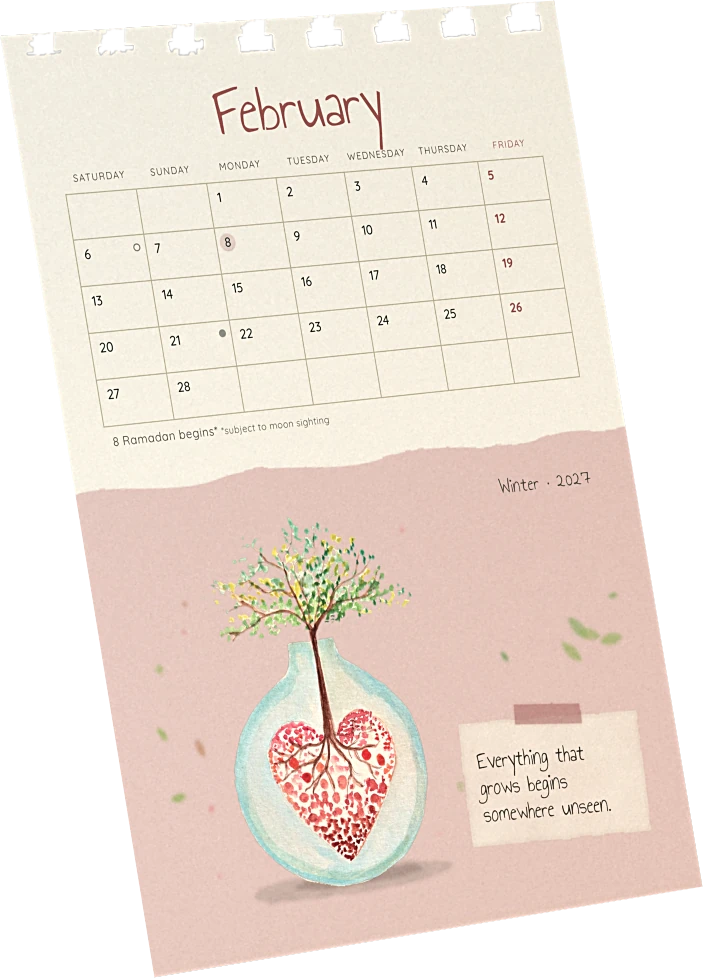 February
SATURDAY SUNDAY MONDAY TUESDAY WEDNESDAY THURSDAY FRIDAY
1 2 3 4 5
6 7 8 9 10 11 12
13 14 15 16 17 18 19
20 21 22 23 24 25 26
27 28
8 Ramadan begins* *subject to moon sighting
Winter · 2027
Everything that
grows begins
somewhere unseen.